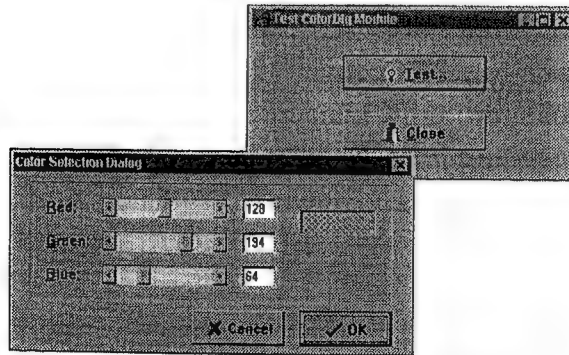 Test ColorDlg Module
Test...
Close
Color Selection Dialog
Red: 128
Green: 194
Blue: 64
Cancel OK